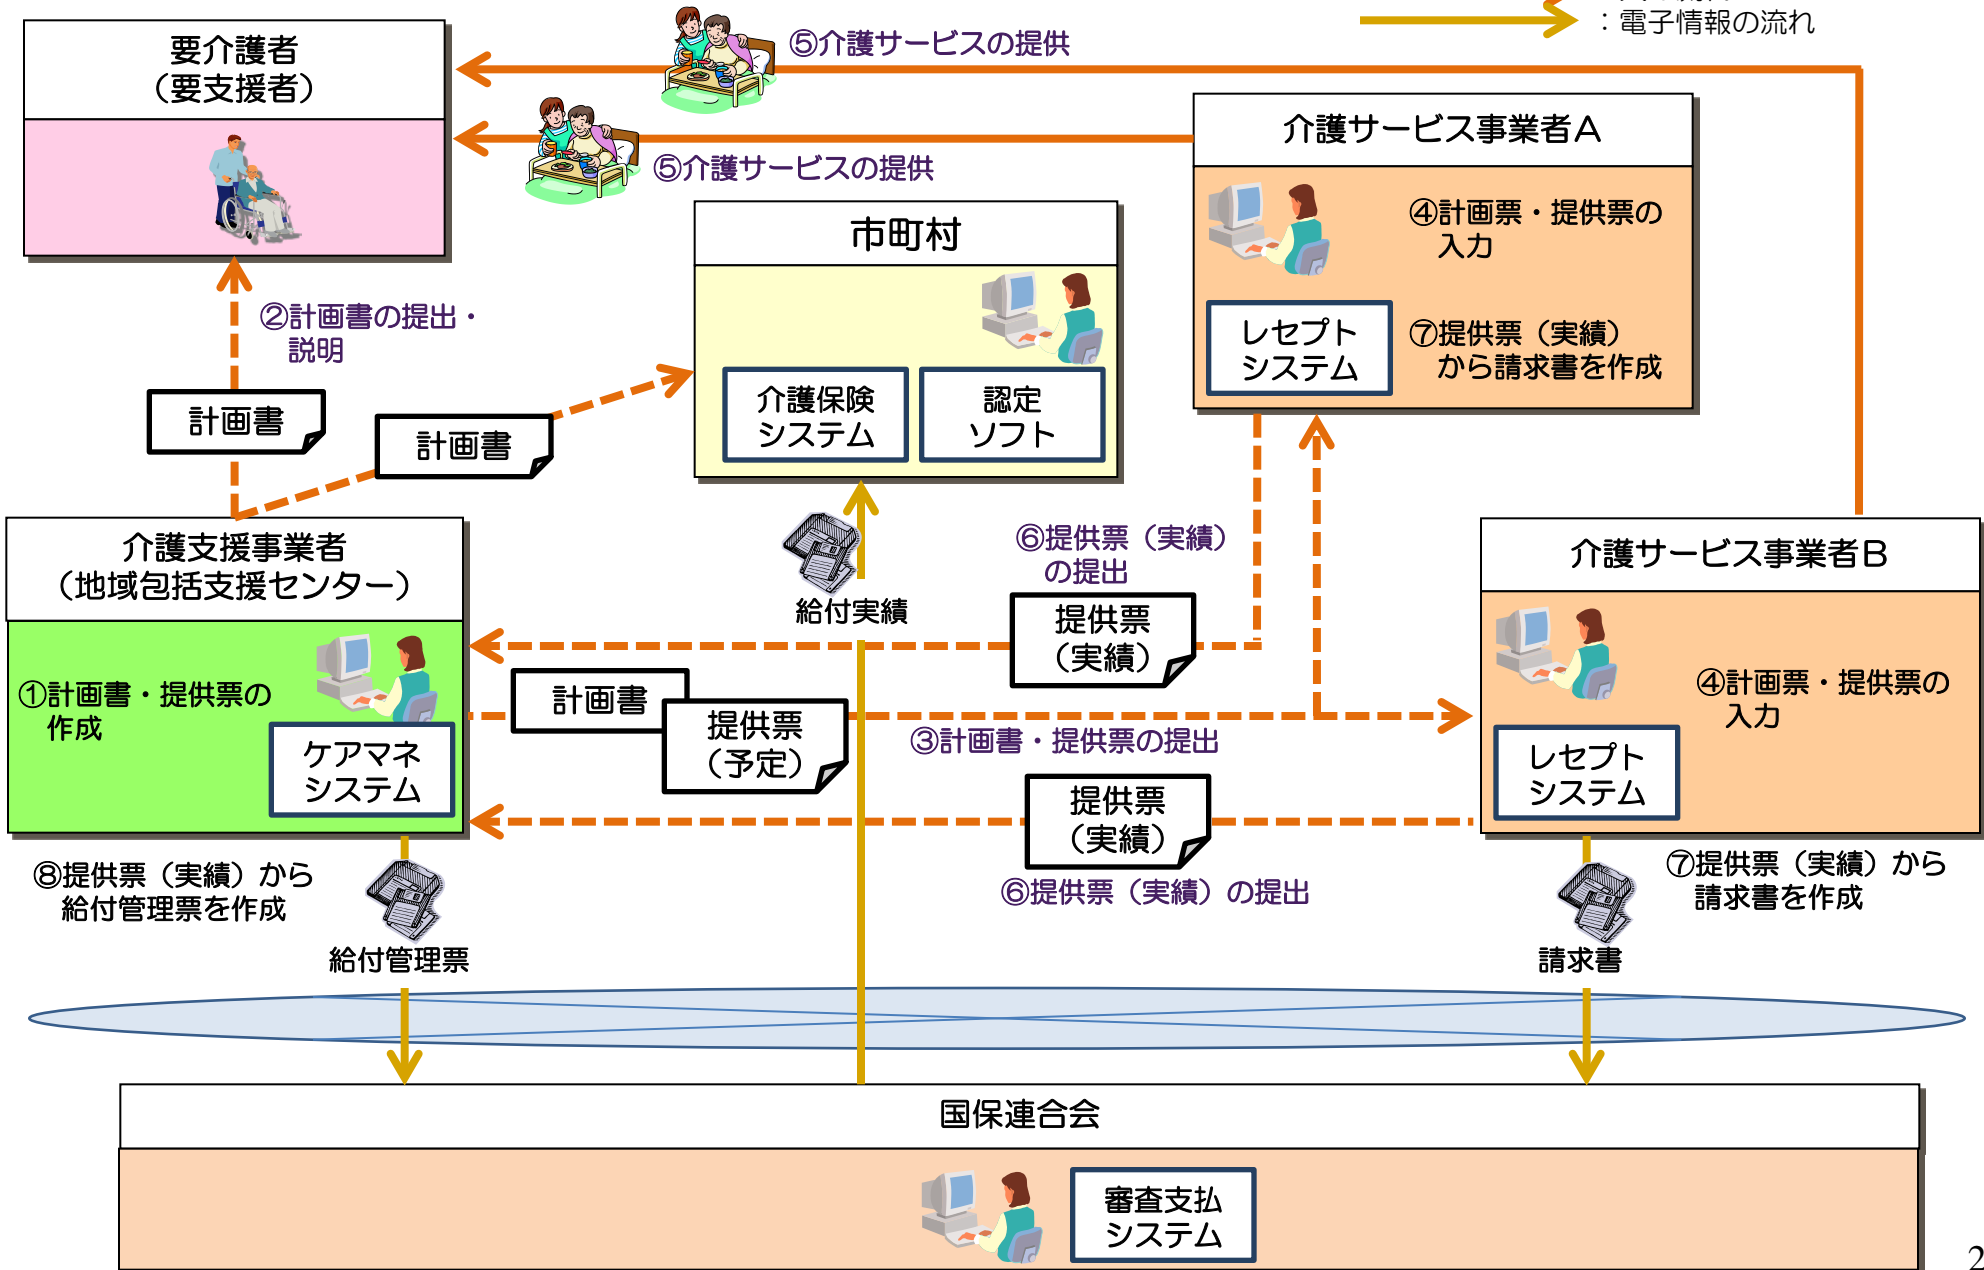 ：電子情報の流れ
要介護者
（要支援者）
⑤介護サービスの提供
⑤介護サービスの提供
介護サービス事業者A
④計画票・提供票の
入力
レセプト
システム
⑦提供票（実績）
から請求書を作成
市町村
介護保険
システム
認定
ソフト
②計画書の提出・
説明
計画書
計画書
介護支援事業者
（地域包括支援センター）
①計画書・提供票の
作成
ケアマネ
システム
給付実績
⑥提供票（実績）
の提出
提供票
（実績）
計画書
提供票
（予定）
③計画書・提供票の提出
提供票
（実績）
⑥提供票（実績）の提出
介護サービス事業者B
④計画票・提供票の
入力
レセプト
システム
⑧提供票（実績）から
給付管理票を作成
給付管理票
⑦提供票（実績）から
請求書を作成
請求書
国保連合会
審査支払
システム
2